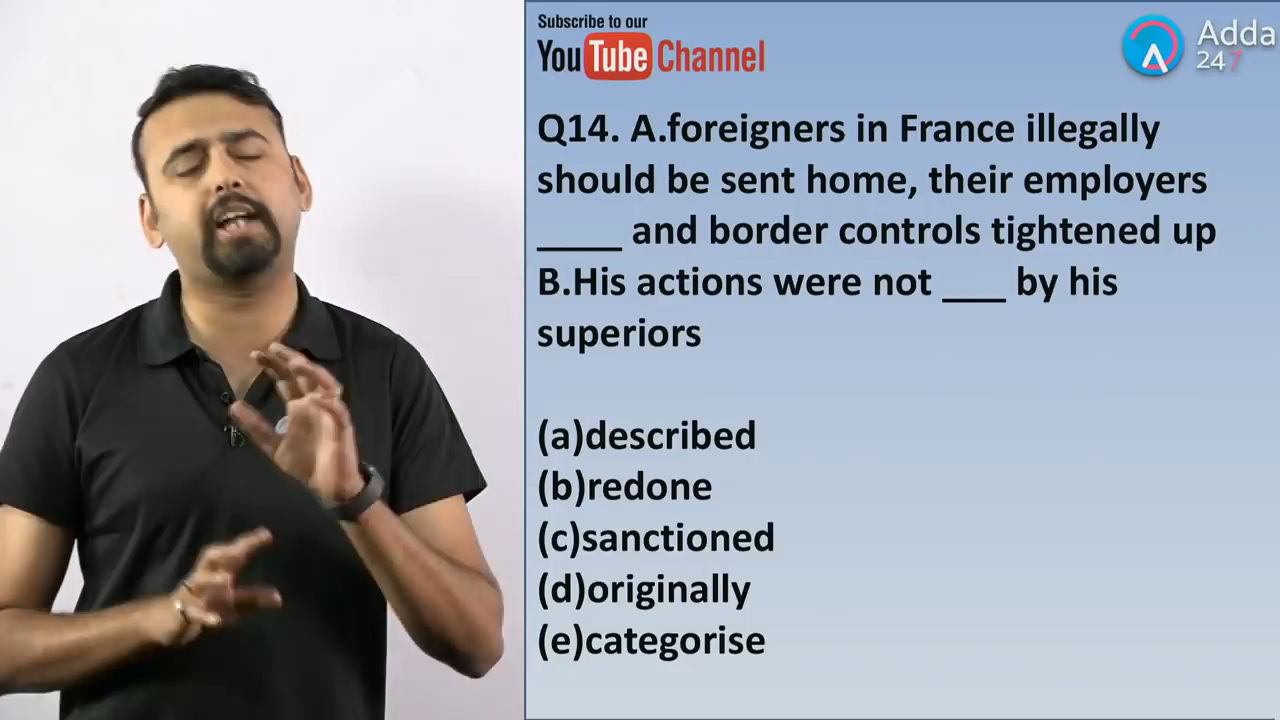 Subscribe to our
YouTube Channel
Adda
247
Q14. A.foreigners in France illegally
should be sent home, their employers
____ and border controls tightened up
B.His actions were not ___ by his
superiors
(a)described
(b)redone
(c)sanctioned
(d)originally
(e)categorise